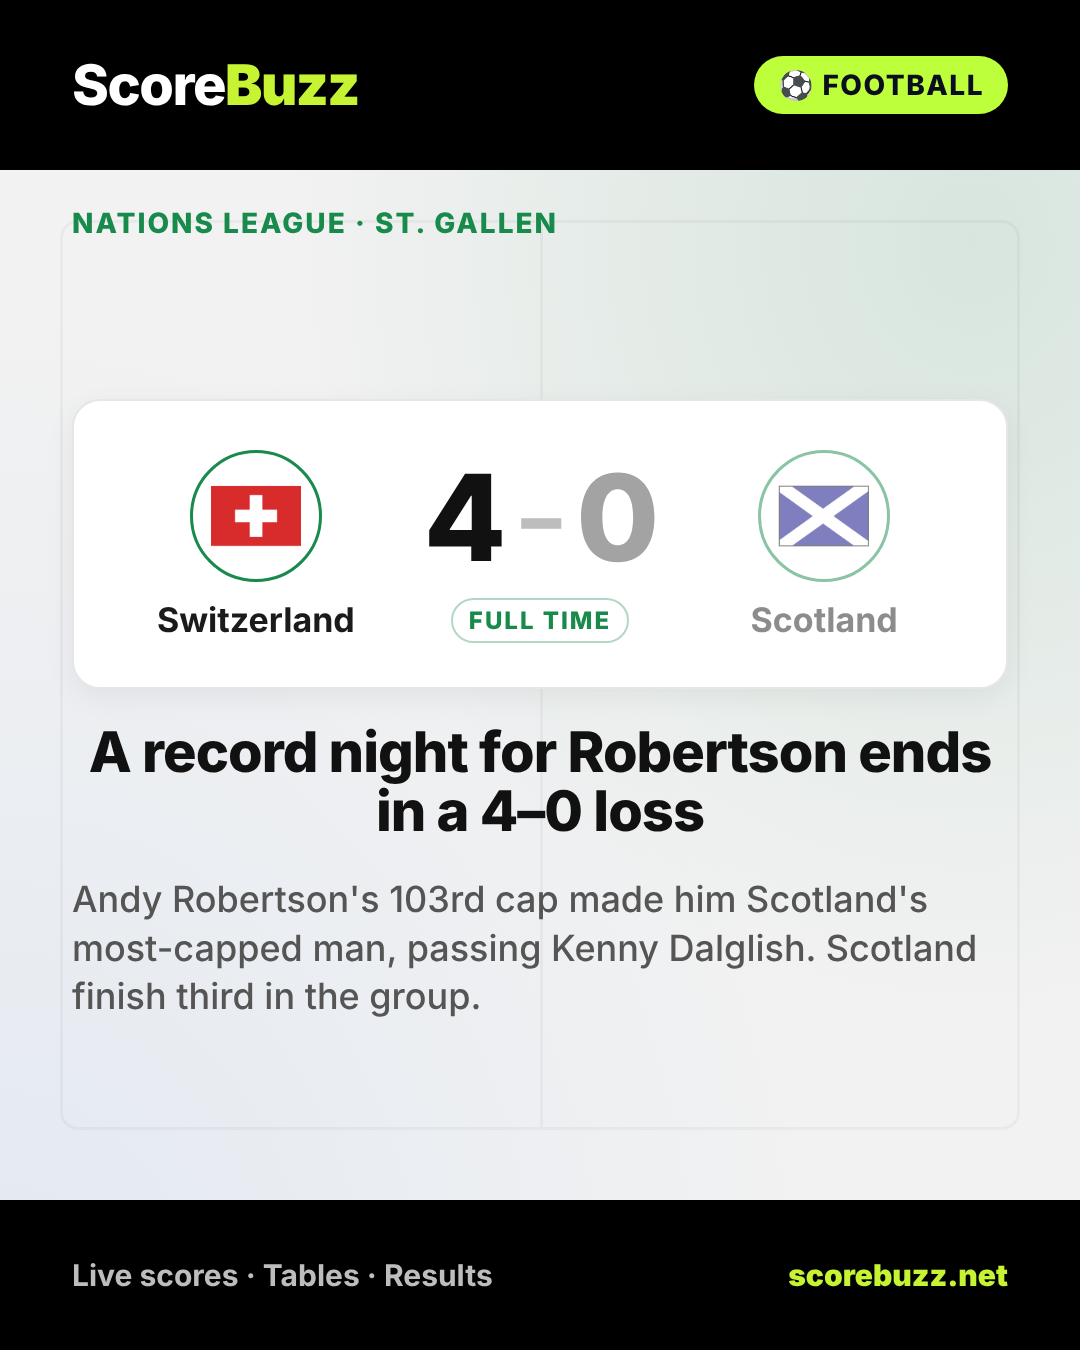 ScoreBuzz
⚽ FOOTBALL
NATIONS LEAGUE · ST. GALLEN
4 – 0
Switzerland
FULL TIME
Scotland
A record night for Robertson ends
in a 4–0 loss
Andy Robertson's 103rd cap made him Scotland's
most-capped man, passing Kenny Dalglish. Scotland
finish third in the group.
Live scores · Tables · Results
scorebuzz.net